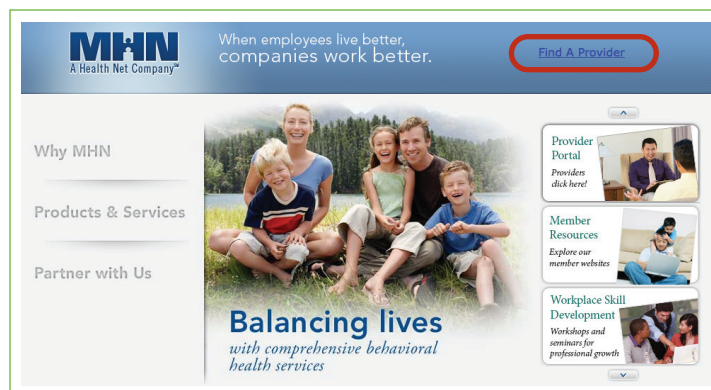 MHN
A Health Net Company℠
When employees live better,
companies work better.
Find A Provider
Why MHN
Products & Services
Partner with Us
Balancing lives
with comprehensive behavioral
health services
Provider
Portal
Providers
click here!
Member
Resources
Explore our
member websites
Workplace Skill
Development
Workshops and
seminars for
professional growth